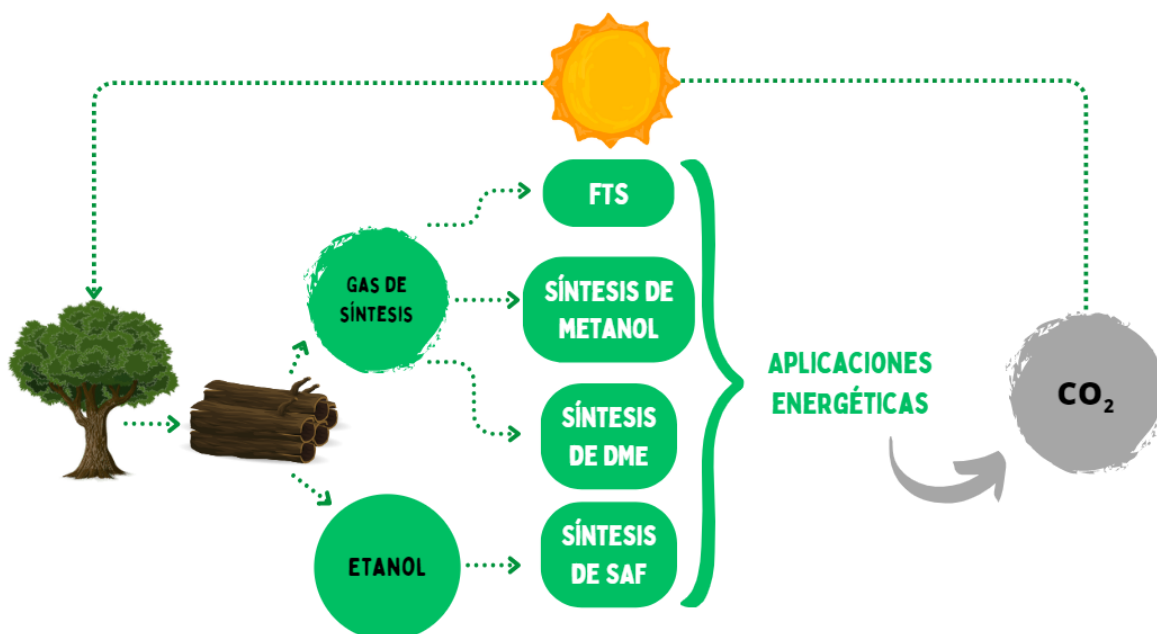 FTS
GAS DE
SÍNTESIS
SÍNTESIS DE
METANOL
APLICACIONES
ENERGÉTICAS
CO₂
SÍNTESIS
DE DME
ETANOL
SÍNTESIS
DE SAF